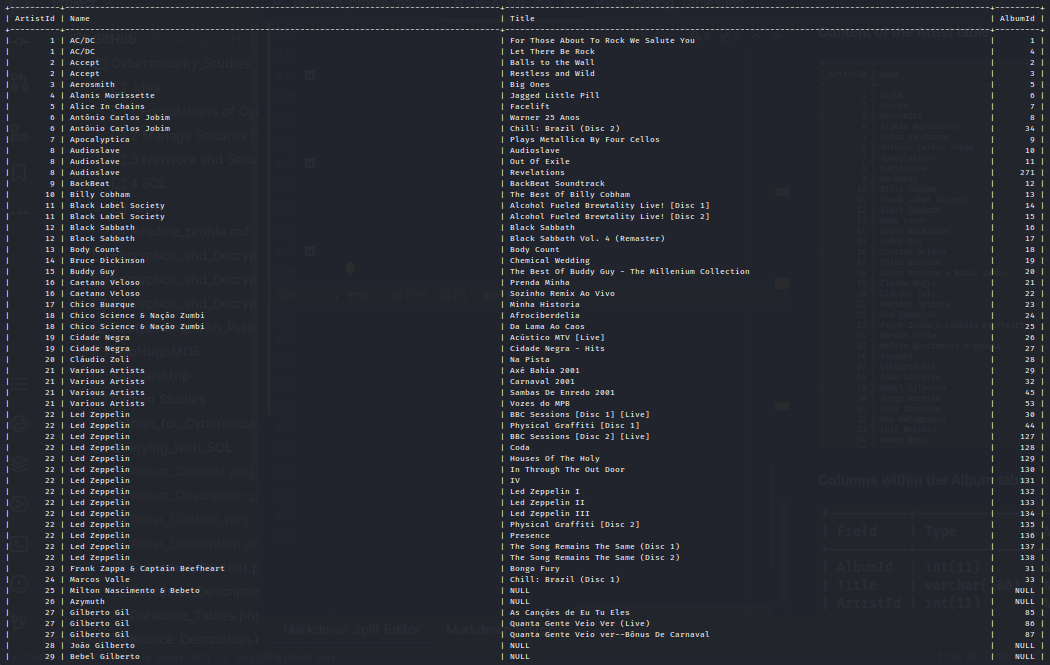 | ArtistId | Name | Title | AlbumId |
| 1 | AC/DC | For Those About To Rock We Salute You | 1 |
| 1 | AC/DC | Let There Be Rock | 4 |
| 2 | Accept | Balls to the Wall | 2 |
| 2 | Accept | Restless and Wild | 3 |
| 3 | Aerosmith | Big Ones | 5 |
| 4 | Alanis Morissette | Jagged Little Pill | 6 |
| 5 | Alice In Chains | Facelift | 7 |
| 6 | Antônio Carlos Jobim | Warner 25 Anos | 8 |
| 6 | Antônio Carlos Jobim | Chill: Brazil (Disc 2) | 34 |
| 7 | Apocalyptica | Plays Metallica By Four Cellos | 9 |
| 8 | Audioslave | Audioslave | 10 |
| 8 | Audioslave | Out Of Exile | 11 |
| 8 | Audioslave | Revelations | 271 |
| 9 | BackBeat | BackBeat Soundtrack | 12 |
| 10 | Billy Cobham | The Best Of Billy Cobham | 13 |
| 11 | Black Label Society | Alcohol Fueled Brewtality Live! [Disc 1] | 14 |
| 11 | Black Label Society | Alcohol Fueled Brewtality Live! [Disc 2] | 15 |
| 12 | Black Sabbath | Black Sabbath | 16 |
| 12 | Black Sabbath | Black Sabbath Vol. 4 (Remaster) | 17 |
| 13 | Body Count | Body Count | 18 |
| 14 | Bruce Dickinson | Chemical Wedding | 19 |
| 15 | Buddy Guy | The Best Of Buddy Guy - The Millenium Collection | 20 |
| 16 | Caetano Veloso | Prenda Minha | 21 |
| 16 | Caetano Veloso | Sozinho Remix Ao Vivo | 22 |
| 17 | Chico Buarque | Minha Historia | 23 |
| 18 | Chico Science & Nação Zumbi | Afrociberdelia | 24 |
| 18 | Chico Science & Nação Zumbi | Da Lama Ao Caos | 25 |
| 19 | Cidade Negra | Acústico MTV [Live] | 26 |
| 19 | Cidade Negra | Cidade Negra - Hits | 27 |
| 20 | Cláudio Zoli | Na Pista | 28 |
| 21 | Various Artists | Axé Bahia 2001 | 29 |
| 21 | Various Artists | Carnaval 2001 | 32 |
| 21 | Various Artists | Sambas De Enredo 2001 | 45 |
| 21 | Various Artists | Vozes do MPB | 53 |
| 22 | Led Zeppelin | BBC Sessions [Disc 1] [Live] | 30 |
| 22 | Led Zeppelin | Physical Graffiti [Disc 1] | 44 |
| 22 | Led Zeppelin | BBC Sessions [Disc 2] [Live] | 127 |
| 22 | Led Zeppelin | Coda | 128 |
| 22 | Led Zeppelin | Houses Of The Holy | 129 |
| 22 | Led Zeppelin | In Through The Out Door | 130 |
| 22 | Led Zeppelin | IV | 131 |
| 22 | Led Zeppelin | Led Zeppelin I | 132 |
| 22 | Led Zeppelin | Led Zeppelin II | 133 |
| 22 | Led Zeppelin | Led Zeppelin III | 134 |
| 22 | Led Zeppelin | Physical Graffiti [Disc 2] | 135 |
| 22 | Led Zeppelin | Presence | 136 |
| 22 | Led Zeppelin | The Song Remains The Same (Disc 1) | 137 |
| 22 | Led Zeppelin | The Song Remains The Same (Disc 2) | 138 |
| 23 | Frank Zappa & Captain Beefheart | Bongo Fury | 31 |
| 24 | Marcos Valle | Chill: Brazil (Disc 1) | 33 |
| 25 | Milton Nascimento & Bebeto | NULL | NULL |
| 26 | Azymuth | NULL | NULL |
| 27 | Gilberto Gil | As Canções de Eu Tu Eles | 85 |
| 27 | Gilberto Gil | Quanta Gente Veio Ver (Live) | 86 |
| 27 | Gilberto Gil | Quanta Gente Veio ver--Bônus De Carnaval | 87 |
| 28 | João Gilberto | NULL | NULL |
| 29 | Bebel Gilberto | NULL | NULL |